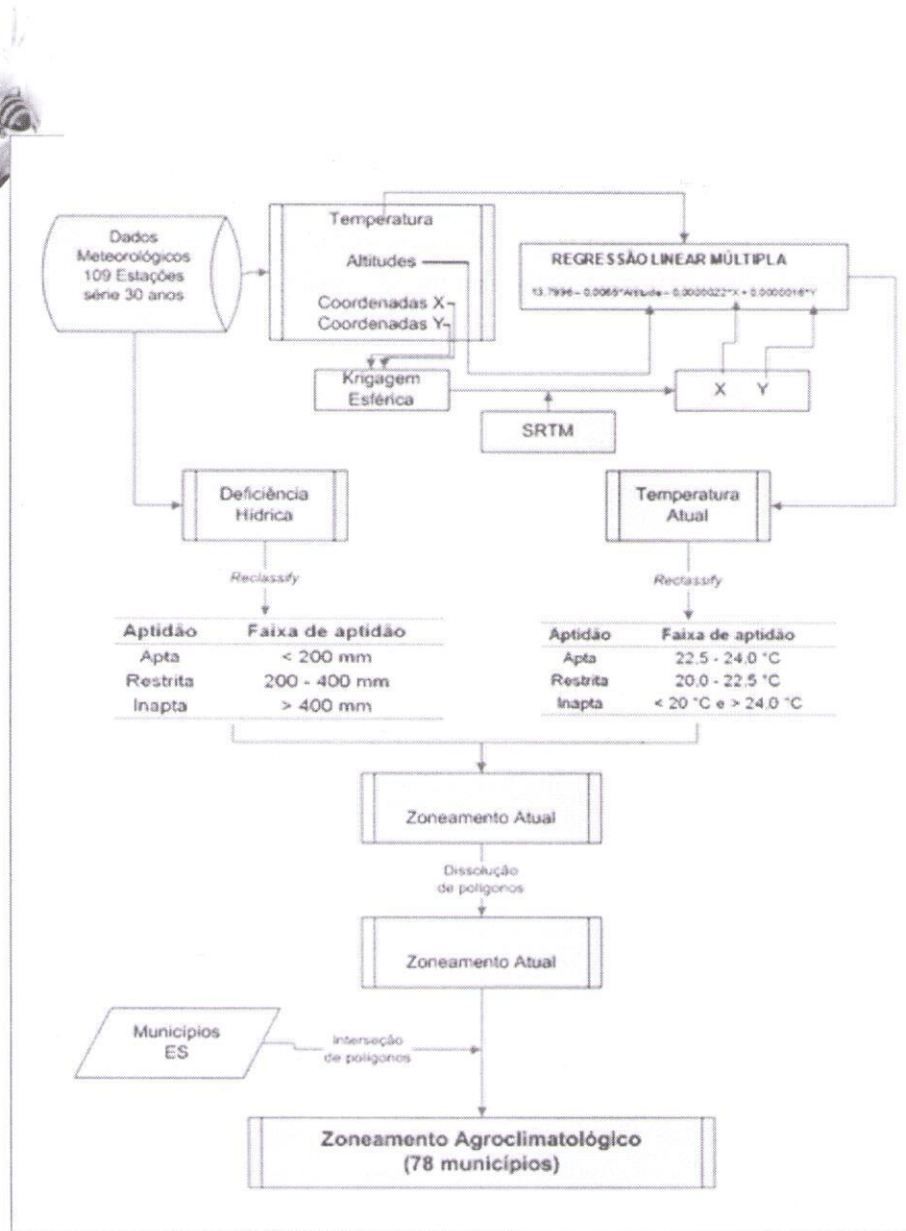 Dados
Meteorológicos
109 Estações
série 30 anos
Temperatura
Altitudes
Coordenadas X
Coordenadas Y
REGRESSÃO LINEAR MÚLTIPLA
Krigagem
Esférica
X Y
SRTM
Deficiência
Hídrica
Temperatura
Atual
Reclassify
Reclassify
Aptidão Faixa de aptidão
Apta < 200 mm
Restrita 200 - 400 mm
Inapta > 400 mm
Aptidão Faixa de aptidão
Apta 22,5 - 24,0 °C
Restrita 20,0 - 22,5 °C
Inapta < 20 °C e > 24,0 °C
Zoneamento Atual
Dissolução
de polígonos
Zoneamento Atual
Municípios
ES
Interseção
de polígonos
Zoneamento Agroclimatológico
(78 municípios)